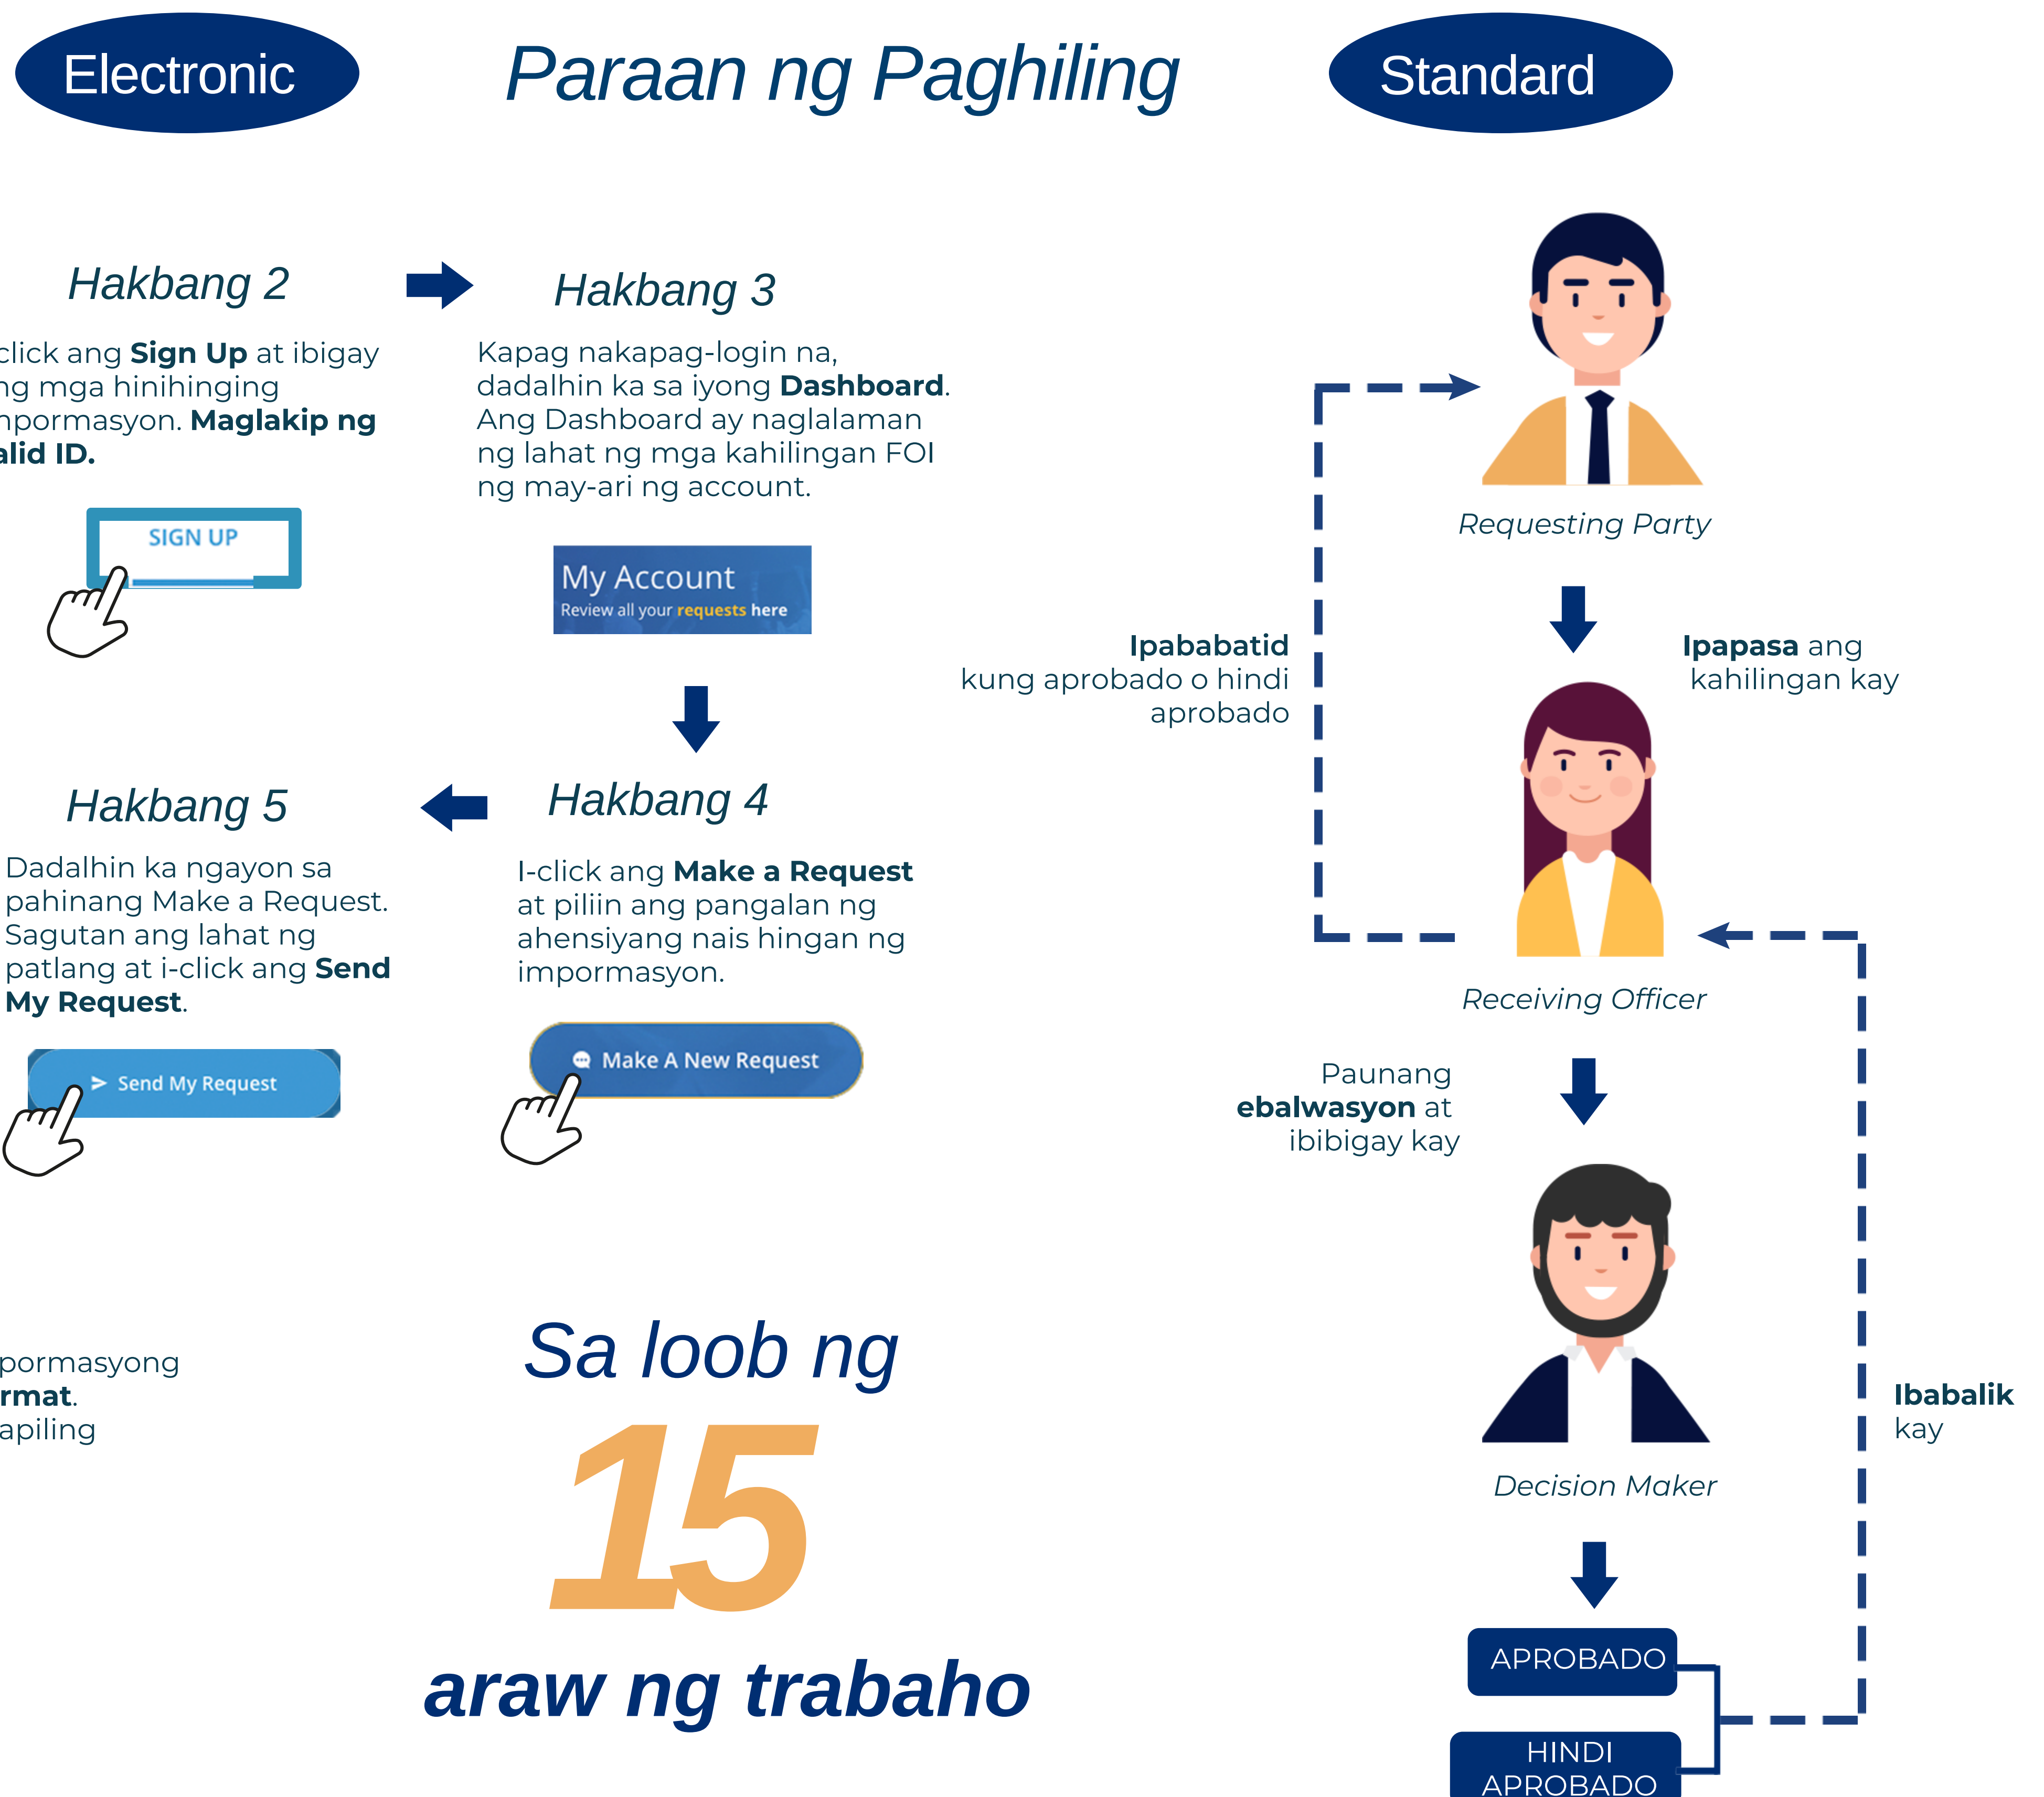 Electronic
Paraan ng Paghiling
Standard
Hakbang 2
click ang Sign Up at ibigay
ng mga hinihinging
mpormasyon. Maglakip ng
alid ID.
SIGN UP
Hakbang 3
Kapag nakapag-login na,
dadalhin ka sa iyong Dashboard.
Ang Dashboard ay naglalaman
ng lahat ng mga kahilingan FOI
ng may-ari ng account.
My Account
Review all your requests here
Hakbang 4
I-click ang Make a Request
at piliin ang pangalan ng
ahensiyang nais hingan ng
impormasyon.
Make A New Request
Hakbang 5
Dadalhin ka ngayon sa
pahinang Make a Request.
Sagutan ang lahat ng
patlang at i-click ang Send
My Request.
Send My Request
pormasyong
rmat.
apiling
Sa loob ng
15
araw ng trabaho
Requesting Party
Ipapasa ang
kahilingan kay
Ipababatid
kung aprobado o hindi
aprobado
Receiving Officer
Paunang
ebalwasyon at
ibibigay kay
Decision Maker
Ibabalik
kay
APROBADO
HINDI
APROBADO